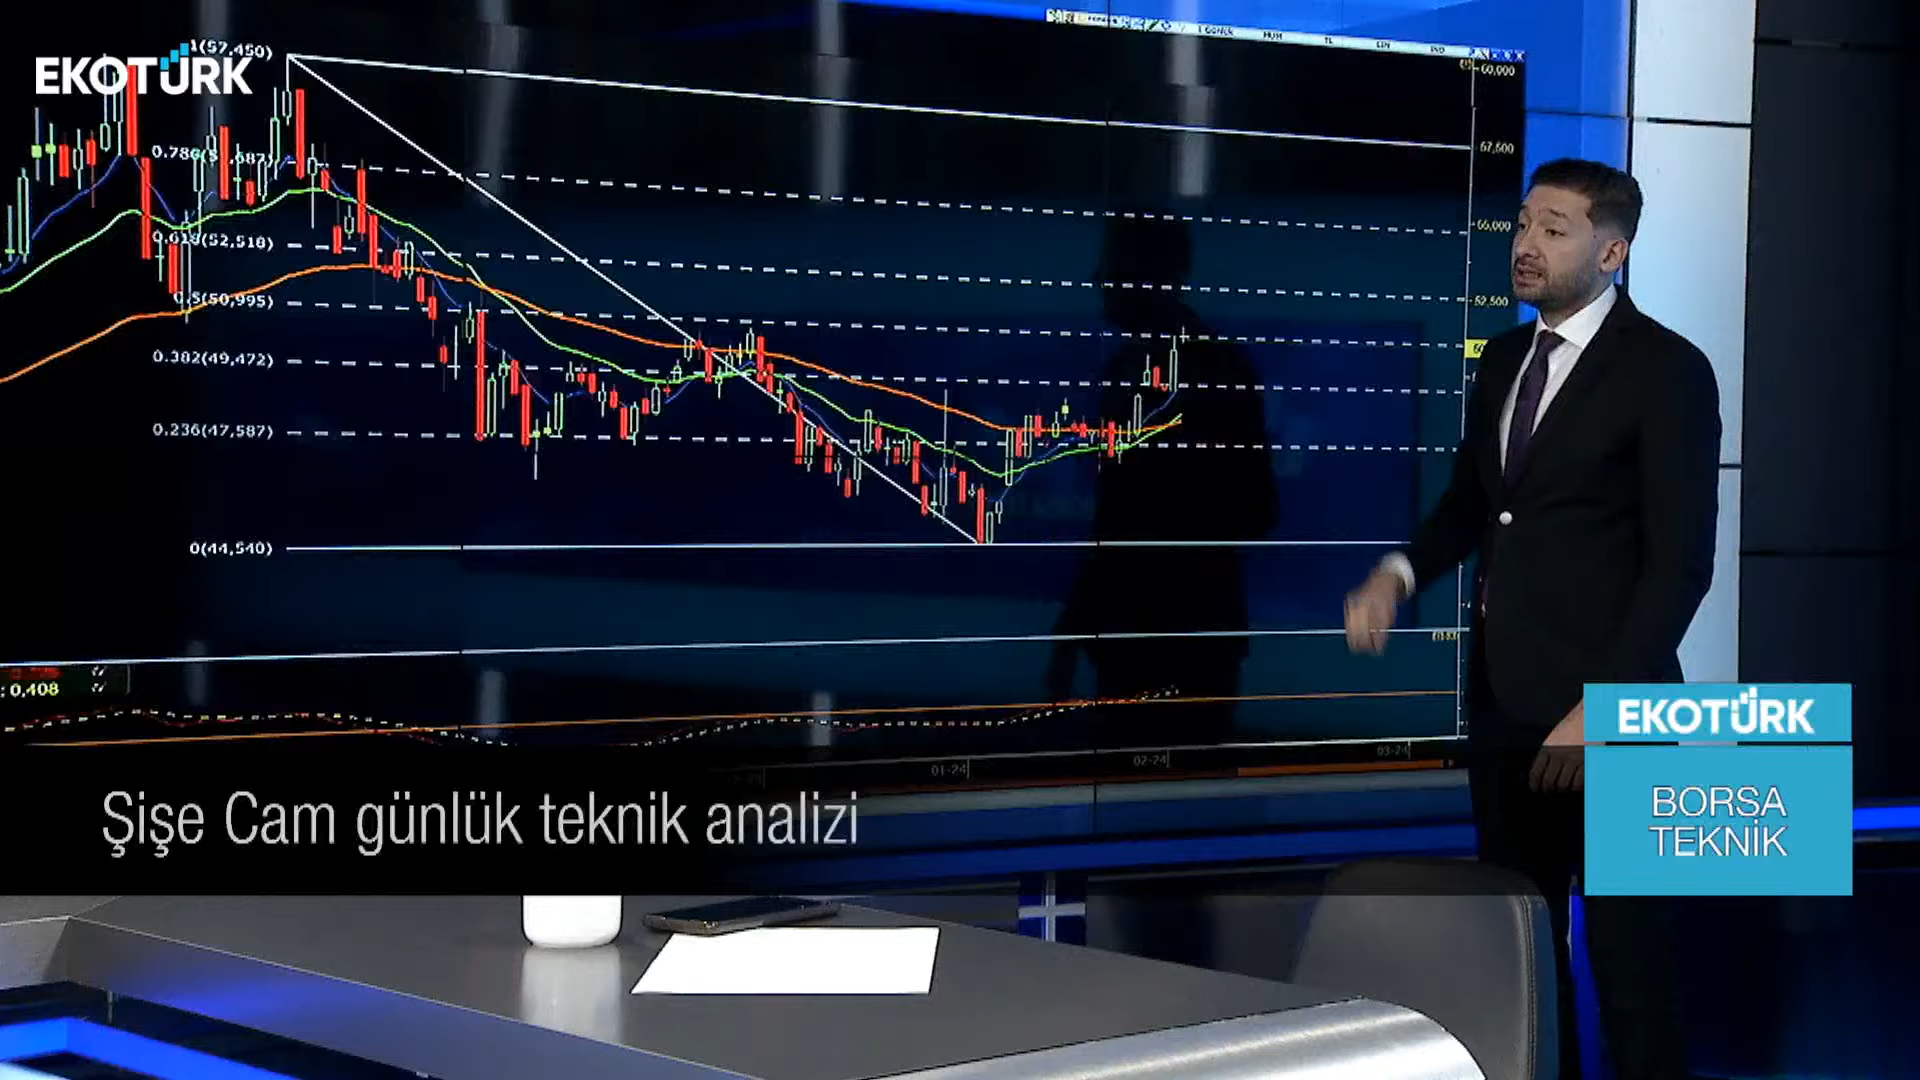 EKOTÜRK
1(57,450)
60,000
57,500
0.618(52,518)
55,000
0.5(50,995)
52,500
0.382(49,472)
0.236(47,587)
0(44,540)
: 0,408
01-24
02-24
03-24
EKOTÜRK
BORSA
TEKNİK
Şişe Cam günlük teknik analizi